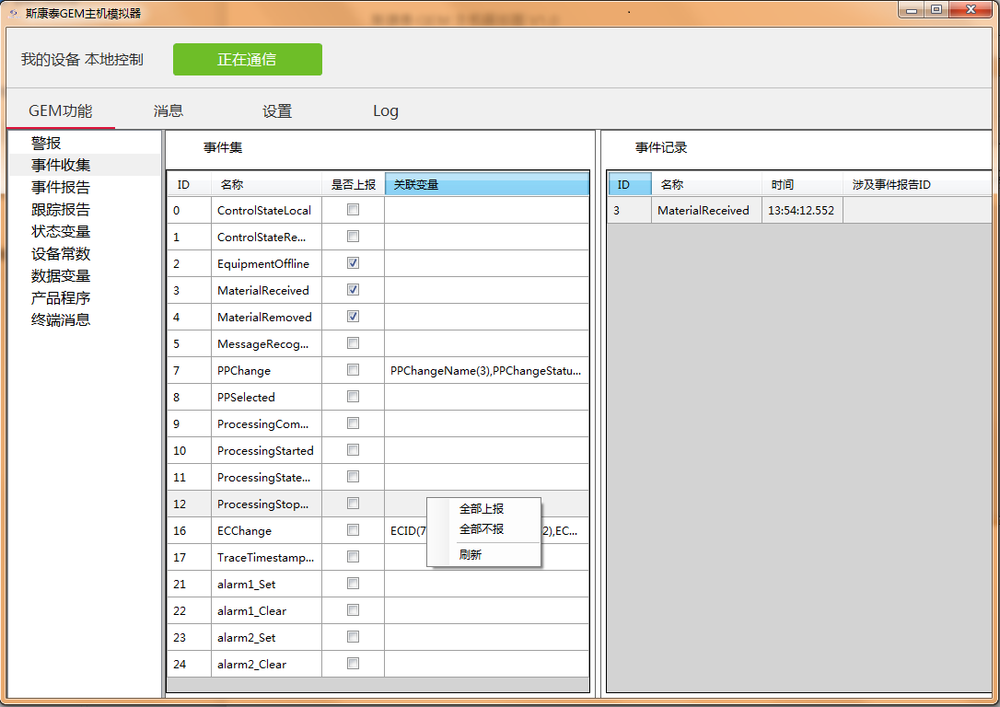 斯康泰GEM主机模拟器
我的设备 本地控制 正在通信
GEM功能 消息 设置 Log
警报
事件收集
事件报告
跟踪报告
状态变量
设备常数
数据变量
产品程序
终端消息
事件集
ID 名称 是否上报 关联变量
0 ControlStateLocal
1 ControlStateRe...
2 EquipmentOffline
3 MaterialReceived
4 MaterialRemoved
5 MessageRecog...
7 PPChange PPChangeName(3),PPChangeStatu...
8 PPSelected
9 ProcessingCom...
10 ProcessingStarted
11 ProcessingState...
12 ProcessingStop...
16 ECChange ECID(7 2),EC...
17 TraceTimestamp...
21 alarm1_Set
22 alarm1_Clear
23 alarm2_Set
24 alarm2_Clear
全部上报
全部不报
刷新
事件记录
ID 名称 时间 涉及事件报告ID
3 MaterialReceived 13:54:12.552